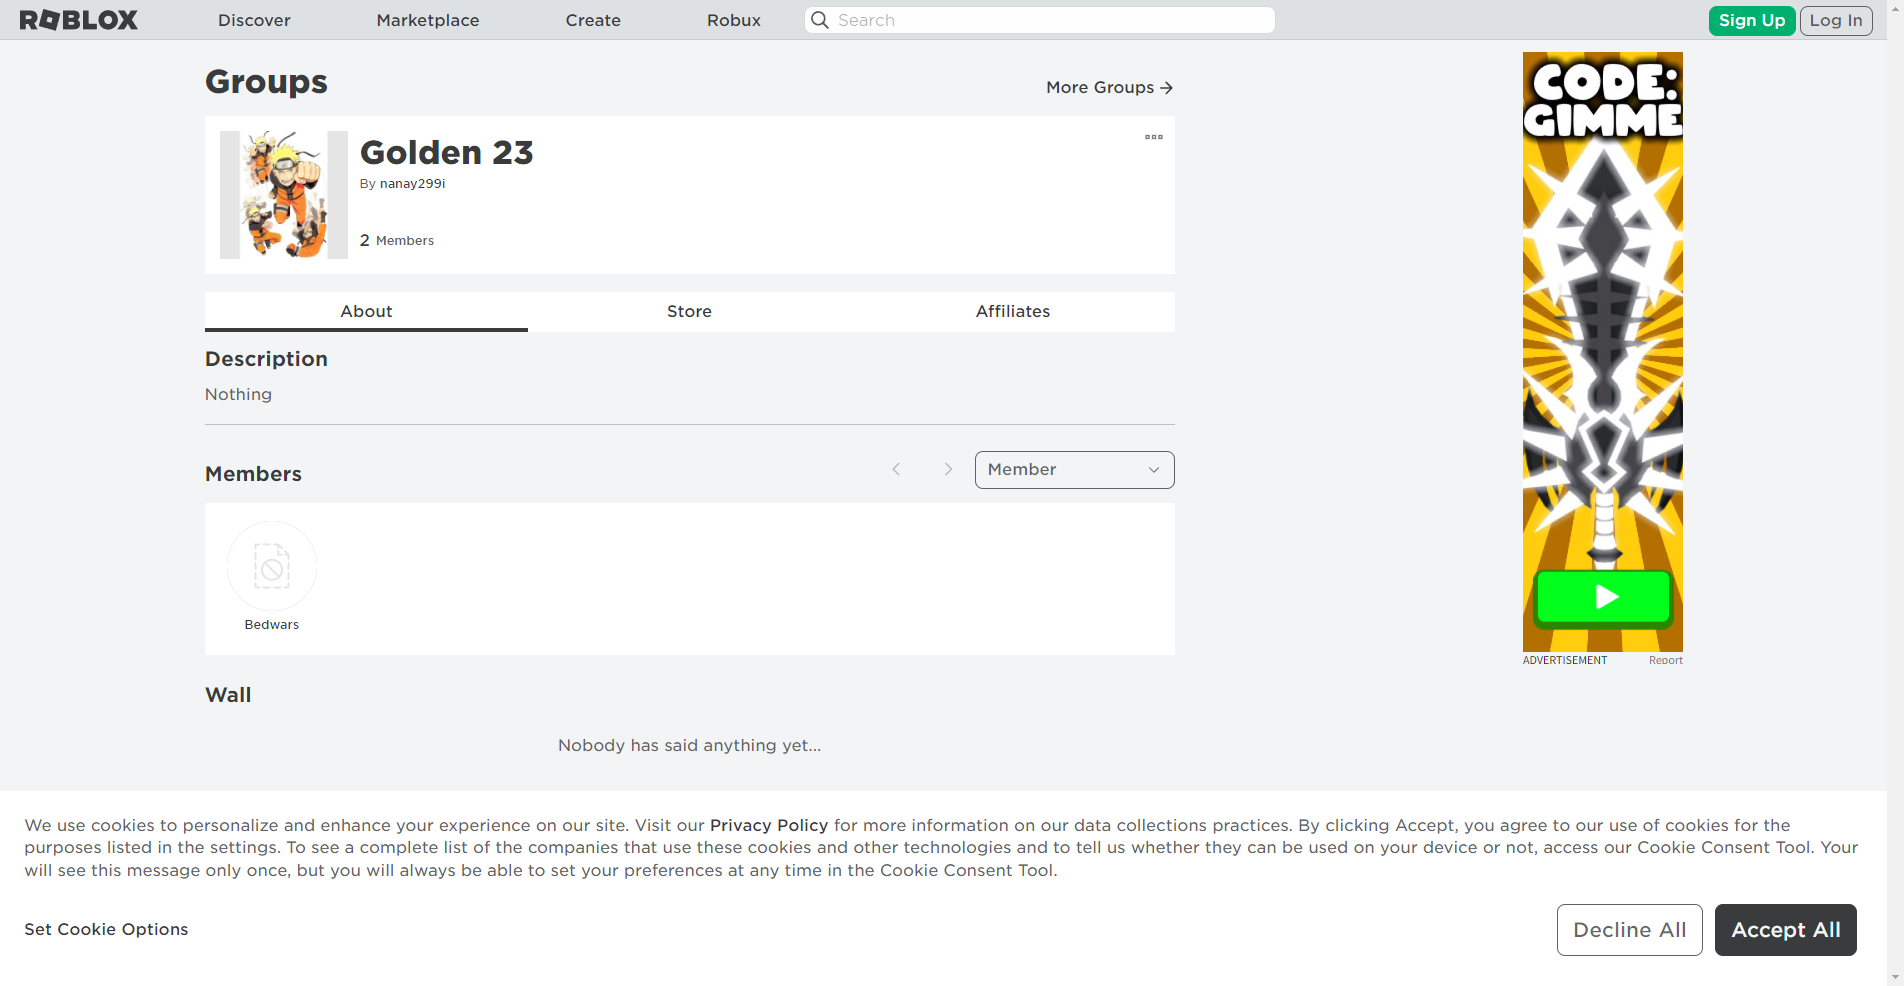 ROBLOX
Discover
Marketplace
Create
Robux
Search
Sign Up
Log In
Groups
More Groups
Golden 23
By nanay299i
2 Members
About
Store
Affiliates
Description
Nothing
Members
Member
Bedwars
Wall
Nobody has said anything yet...
CODE:
GIMME
ADVERTISEMENT
Report
We use cookies to personalize and enhance your experience on our site. Visit our Privacy Policy for more information on our data collections practices. By clicking Accept, you agree to our use of cookies for the
purposes listed in the settings. To see a complete list of the companies that use these cookies and other technologies and to tell us whether they can be used on your device or not, access our Cookie Consent Tool. Your
will see this message only once, but you will always be able to set your preferences at any time in the Cookie Consent Tool.
Set Cookie Options
Decline All
Accept All